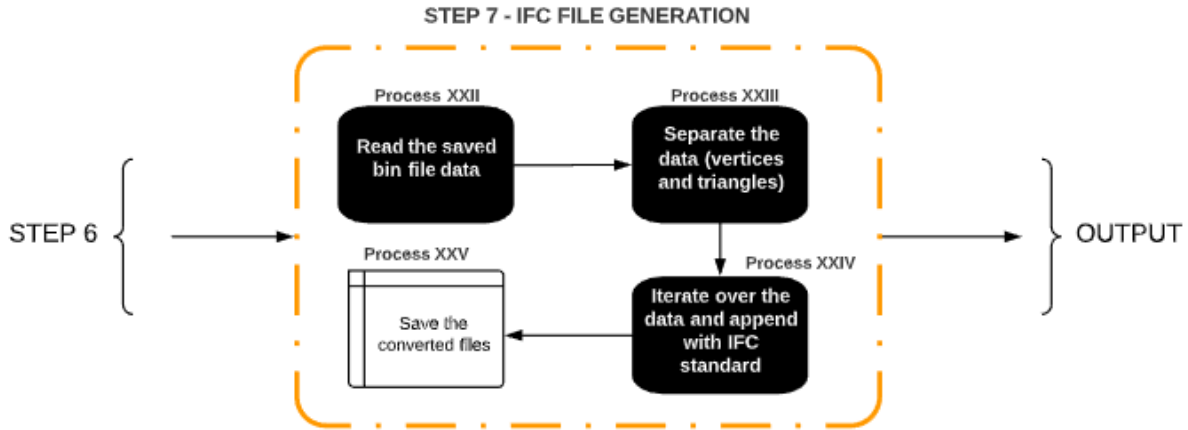 STEP 7 - IFC FILE GENERATION
Process XXII
Read the saved
bin file data
Process XXIII
Separate the
data (vertices
and triangles)
STEP 6
OUTPUT
Process XXIV
Iterate over the
data and append
with IFC
standard
Process XXV
Save the
converted files